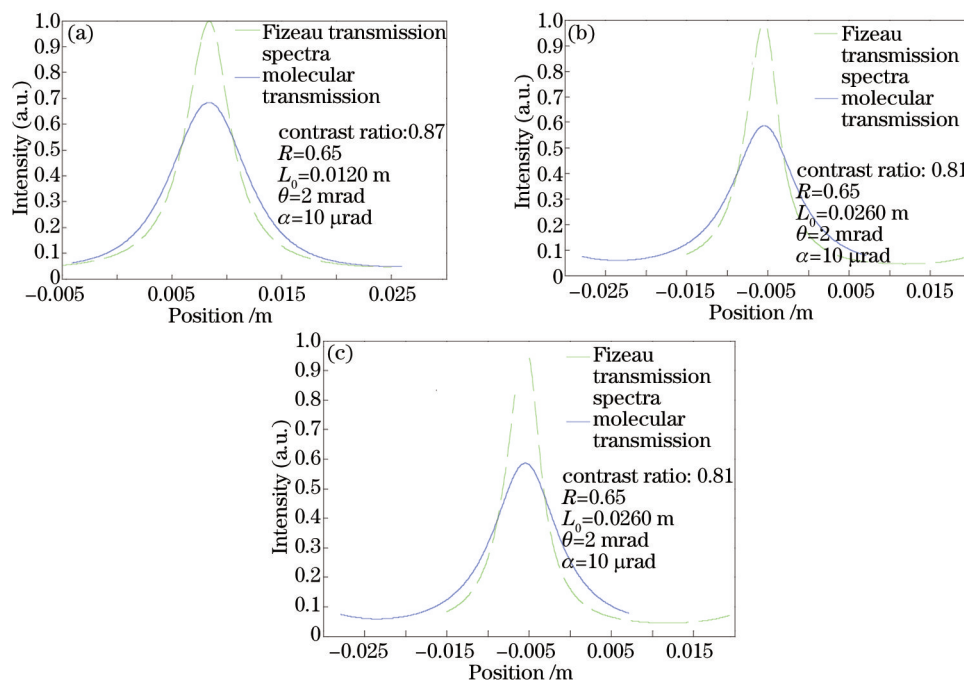 (a)
Fizeau transmission
spectra
molecular
transmission
contrast ratio:0.87
R=0.65
L0=0.0120 m
θ=2 mrad
α=10 μrad
Intensity (a.u.)
1.0
0.9
0.8
0.7
0.6
0.5
0.4
0.3
0.2
0.1
0
−0.005 0.005 0.015 0.025
Position /m
(b)
Fizeau
transmission
spectra
molecular
transmission
contrast ratio: 0.81
R=0.65
L0=0.0260 m
θ=2 mrad
α=10 μrad
Intensity (a.u.)
1.0
0.9
0.8
0.7
0.6
0.5
0.4
0.3
0.2
0.1
0
−0.025 −0.015 −0.005 0.005 0.015
Position /m
(c)
Fizeau
transmission
spectra
molecular
transmission
contrast ratio: 0.81
R=0.65
L0=0.0260 m
θ=2 mrad
α=10 μrad
Intensity (a.u.)
1.0
0.9
0.8
0.7
0.6
0.5
0.4
0.3
0.2
0.1
0
−0.025 −0.015 −0.005 0.005 0.015
Position /m